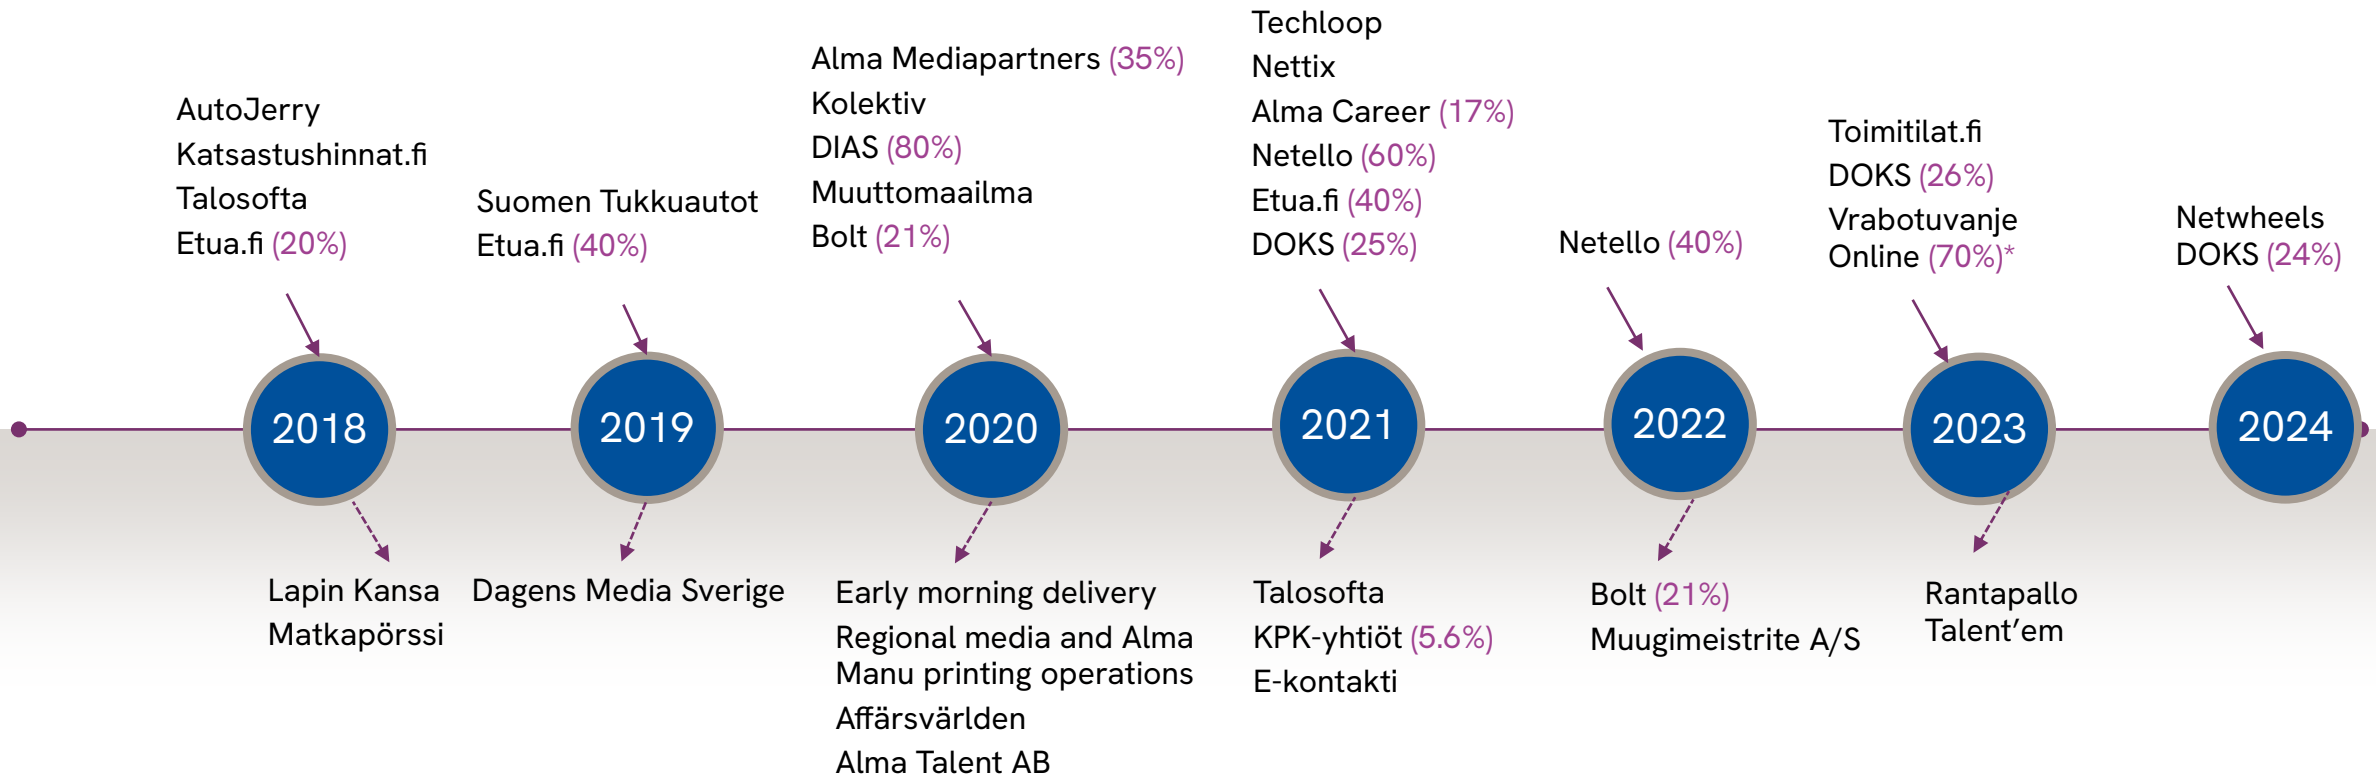 AutoJerry
Katsastushinnat.fi
Talosofta
Etua.fi (20%)
Suomen Tukkuautot
Etua.fi (40%)
Alma Mediapartners (35%)
Kolektiv
DIAS (80%)
Muuttomaailma
Bolt (21%)
Techloop
Nettix
Alma Career (17%)
Netello (60%)
Etua.fi (40%)
DOKS (25%)
Netello (40%)
Toimitilat.fi
DOKS (26%)
Vrabotuvanje
Online (70%)*
Netwheels
DOKS (24%)
2018
2019
2020
2021
2022
2023
2024
Lapin Kansa
Matkapörssi
Dagens Media Sverige
Early morning delivery
Regional media and Alma
Manu printing operations
Affärsvärlden
Alma Talent AB
Talosofta
KPK-yhtiöt (5.6%)
E-kontakti
Bolt (21%)
Muugimeistrite A/S
Rantapallo
Talent’em